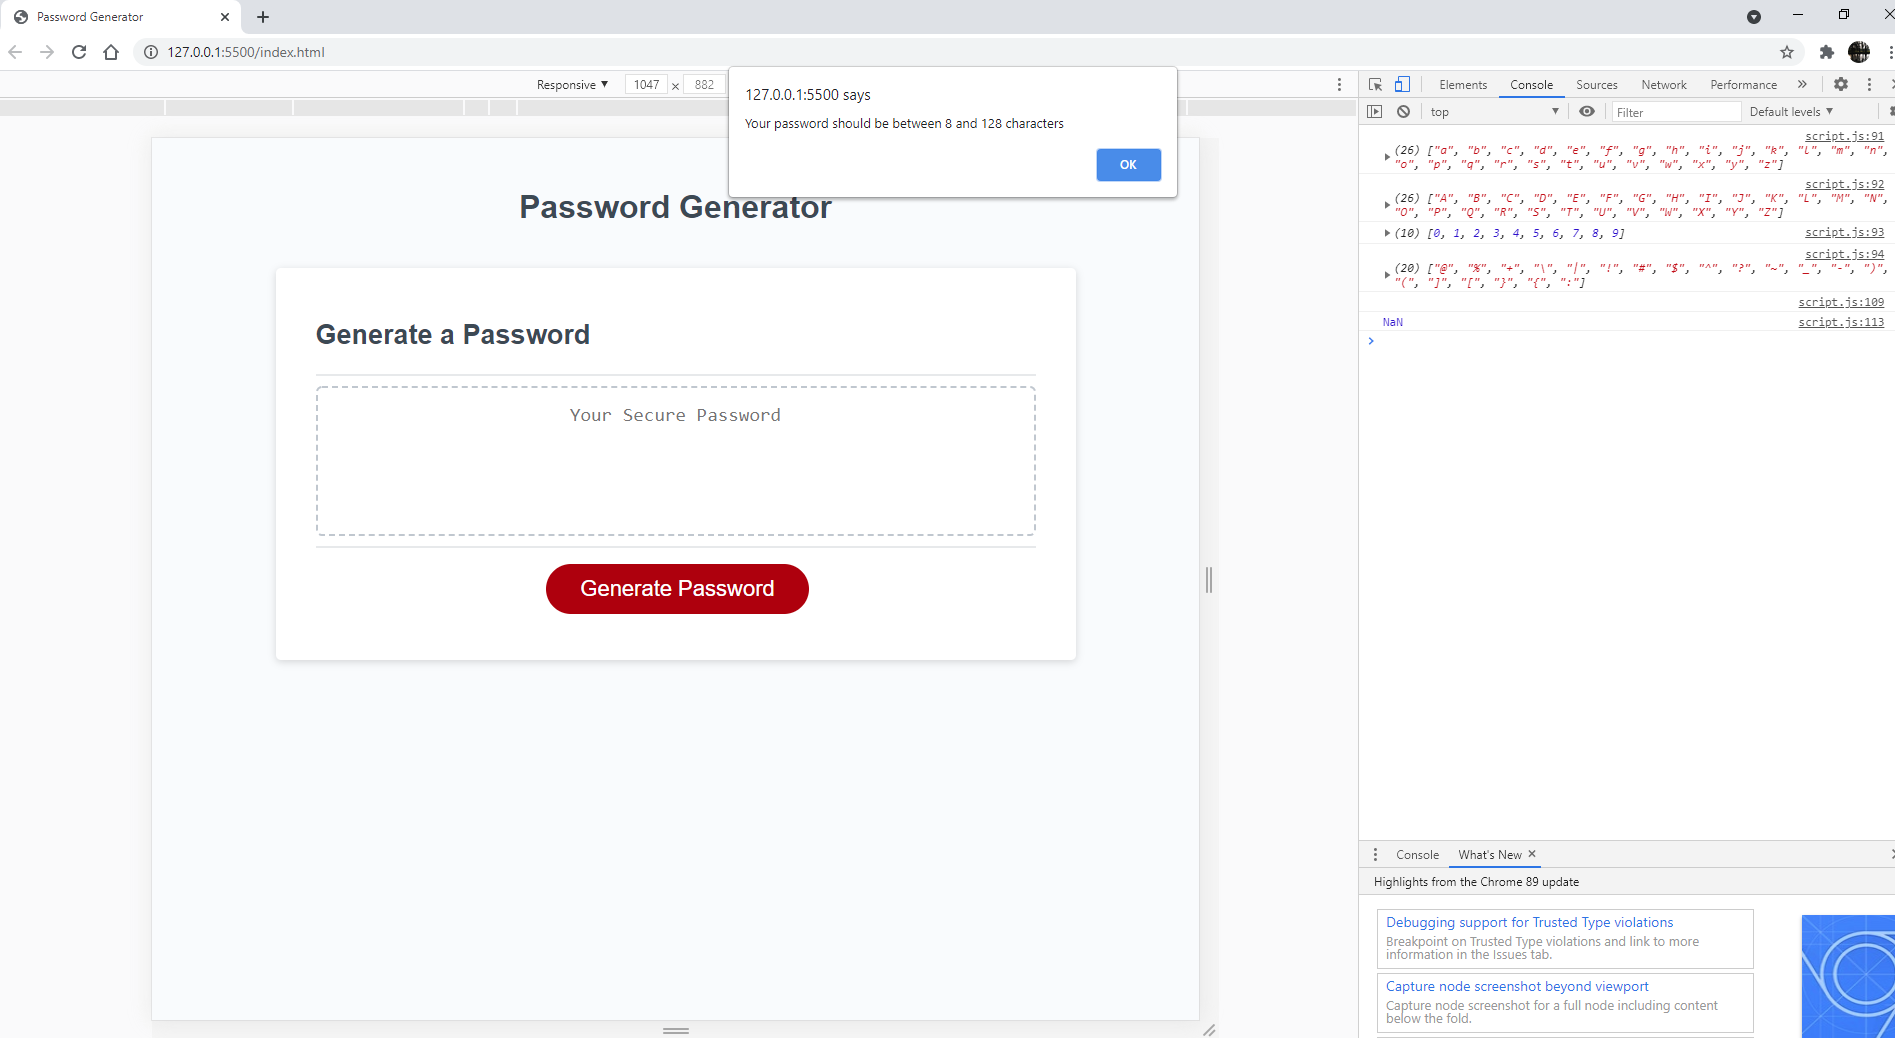 Password Generator
127.0.0.1:5500/index.html
Responsive ▼ 1047 × 882
127.0.0.1:5500 says
Your password should be between 8 and 128 characters
OK
Password Generator
Generate a Password
Your Secure Password
Generate Password
Elements Console Sources Network Performance »
top ▼ Filter Default levels ▼
script.js:91
(26) ["a", "b", "c", "d", "e", "f", "g", "h", "i", "j", "k", "l", "m", "n",
"o", "p", "q", "r", "s", "t", "u", "v", "w", "x", "y", "z"]
script.js:92
(26) ["A", "B", "C", "D", "E", "F", "G", "H", "I", "J", "K", "L", "M", "N",
"O", "P", "Q", "R", "S", "T", "U", "V", "W", "X", "Y", "Z"]
(10) [0, 1, 2, 3, 4, 5, 6, 7, 8, 9] script.js:93
script.js:94
(20) ["@", "%", "+", "\", "|", "!", "#", "$", "^", "?", "~", "_", "-", ")",
"(", "]", "[", "}", "{", ":"]
script.js:109
NaN script.js:113
Console What's New ×
Highlights from the Chrome 89 update
Debugging support for Trusted Type violations
Breakpoint on Trusted Type violations and link to more
information in the Issues tab.
Capture node screenshot beyond viewport
Capture node screenshot for a full node including content
below the fold.